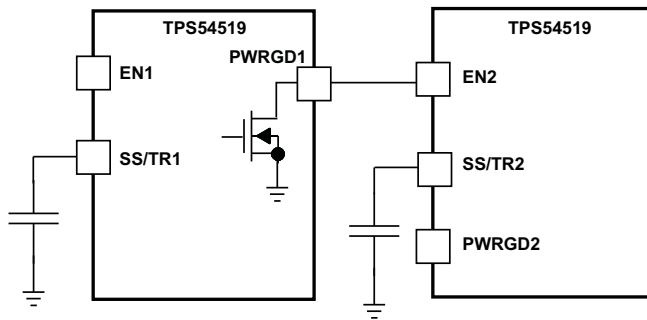 TPS54519
PWRGD1
EN1
SS/TR1
TPS54519
EN2
SS/TR2
PWRGD2